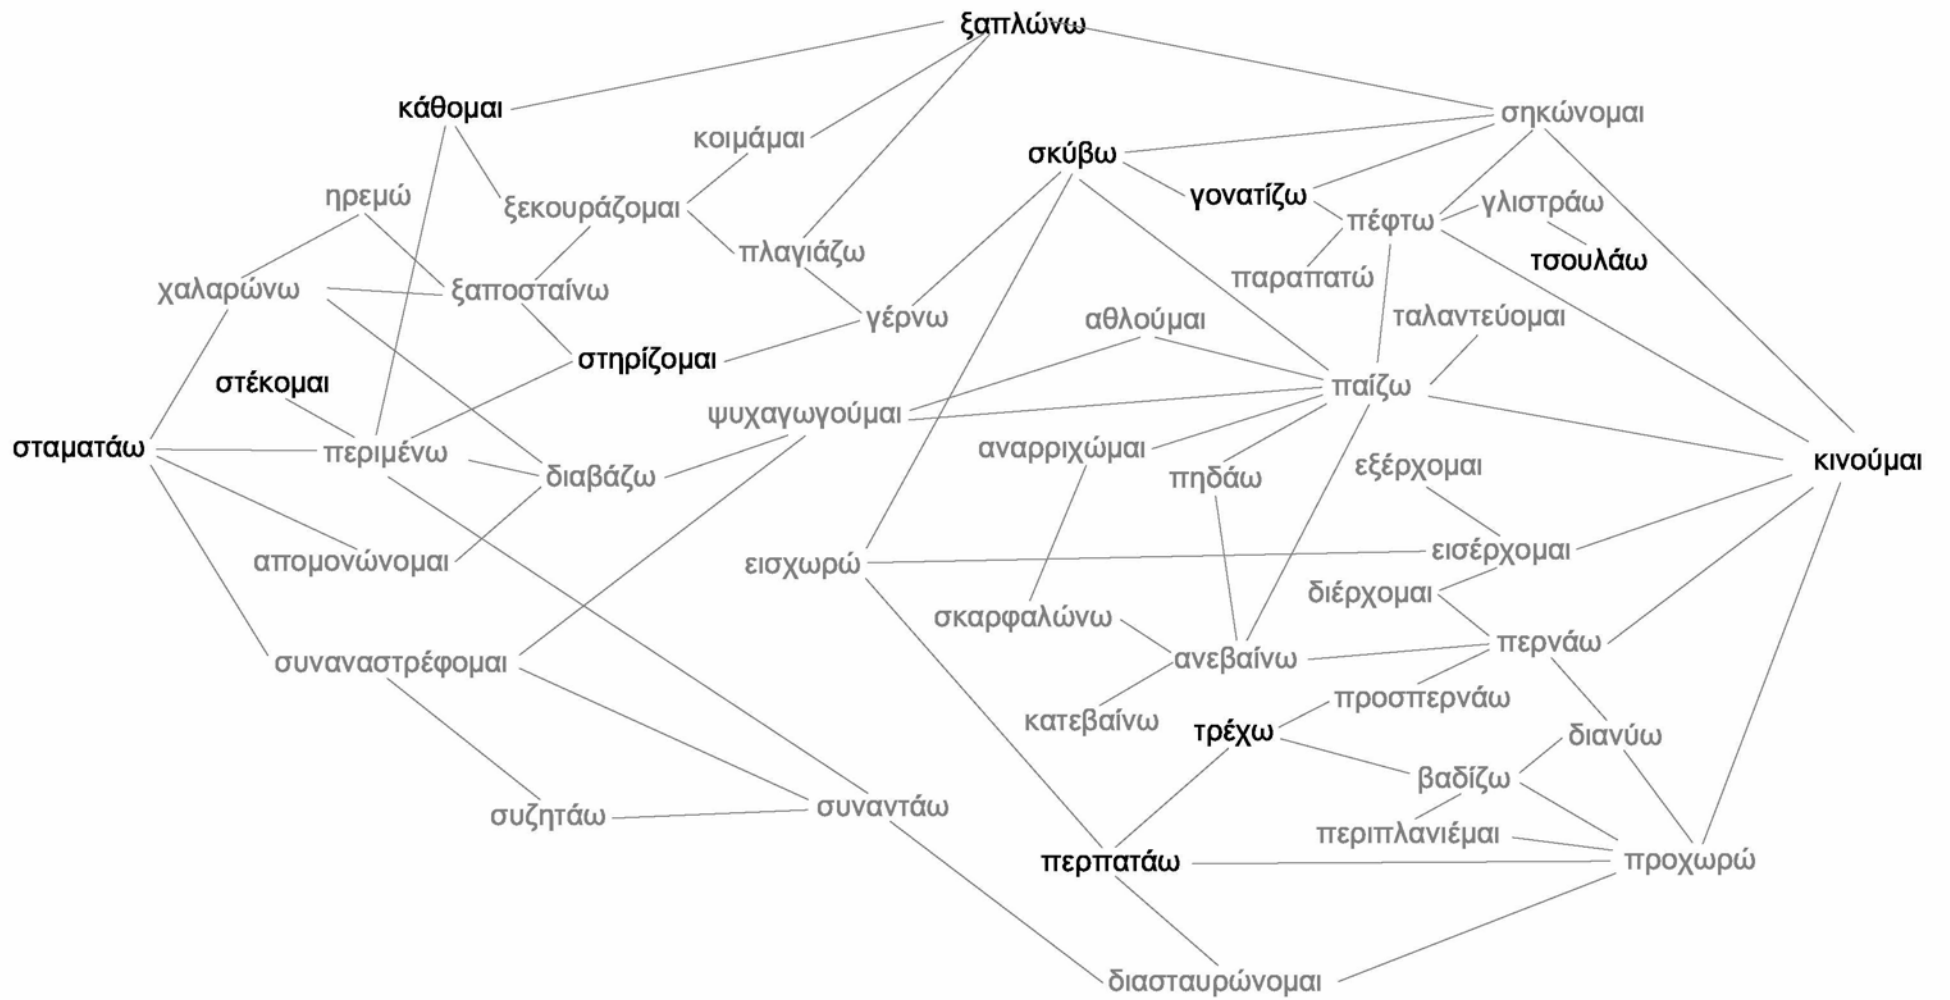 ξαπλώνω
κάθομαι
σηκώνομαι
κοιμάμαι
σκύβω
ηρεμώ
ξεκουράζομαι
γονατίζω
γλιστράω
πέφτω
πλαγιάζω
τσουλάω
παραπατώ
χαλαρώνω
ξαποσταίνω
γέρνω
αθλούμαι
ταλαντεύομαι
στηρίζομαι
στέκομαι
παίζω
ψυχαγωγούμαι
σταματάω
περιμένω
αναρριχώμαι
κινούμαι
εξέρχομαι
διαβάζω
πηδάω
απομονώνομαι
εισχωρώ
εισέρχομαι
διέρχομαι
σκαρφαλώνω
περνάω
συναναστρέφομαι
ανεβαίνω
προσπερνάω
κατεβαίνω
τρέχω
διανύω
βαδίζω
συζητάω
συναντάω
περιπλανιέμαι
περπατάω
προχωρώ
διασταυρώνομαι